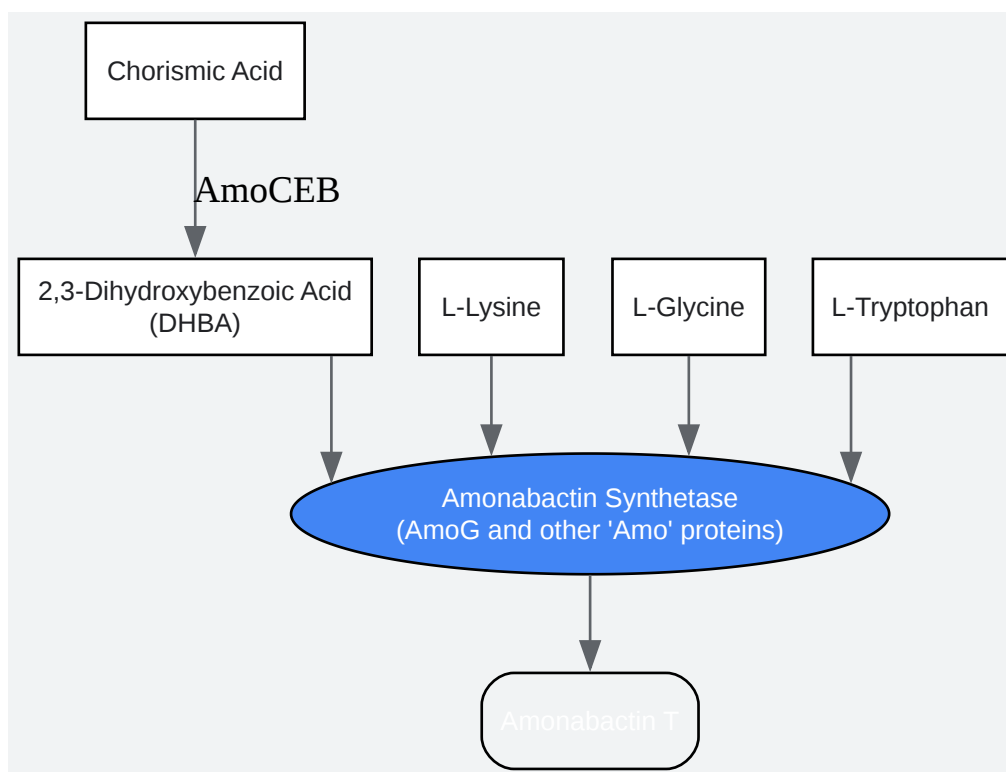 Chorismic Acid
AmoCEB
2,3-Dihydroxybenzoic Acid
(DHBA)
L-Lysine
L-Glycine
L-Tryptophan
Amonabactin Synthetase
(AmoG and other 'Amo' proteins)
Amonabactin T